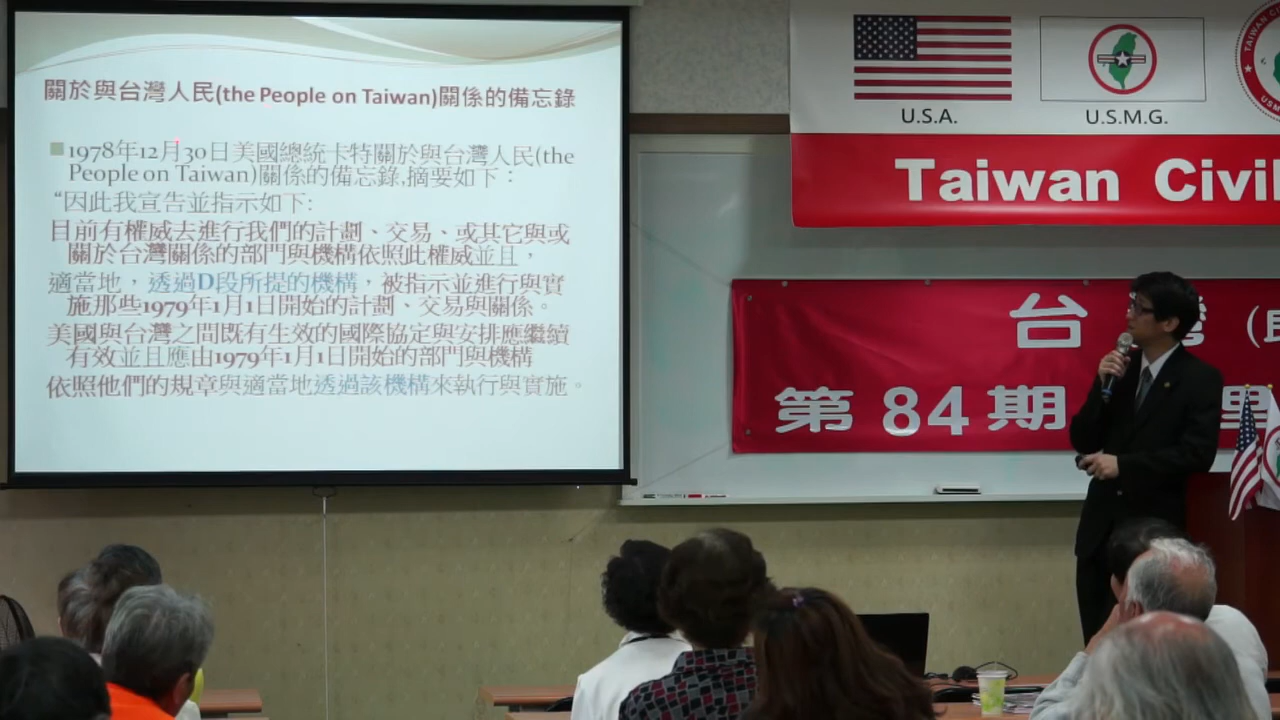 關於與台灣人民(the People on Taiwan)關係的備忘錄
1978年12月30日美國總統卡特關於與台灣人民(the
People on Taiwan)關係的備忘錄,摘要如下：
“因此我宣告並指示如下:
目前有權威去進行我們的計劃、交易、或其它與或
關於台灣關係的部門與機構依照此權威並且，
適當地，透過D段所提的機構，被指示並進行與實
施那些1979年1月1日開始的計劃、交易與關係。
美國與台灣之間既有生效的國際協定與安排應繼續
有效並且應由1979年1月1日開始的部門與機構
依照他們的規章與適當地透過該機構來執行與實施。
U.S.A.
U.S.M.G.
Taiwan Civil
台
第 84 期
里